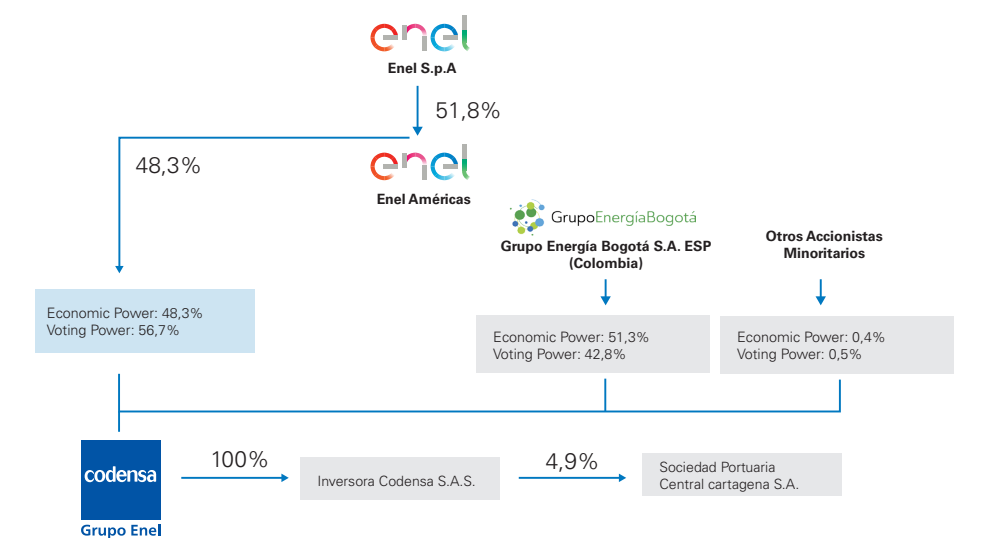 enel
Enel S.p.A
51,8%
48,3%
enel
Enel Américas
GrupoEnergíaBogotá
Grupo Energía Bogotá S.A. ESP
(Colombia)
Otros Accionistas
Minoritarios
Economic Power: 48,3%
Voting Power: 56,7%
Economic Power: 51,3%
Voting Power: 42,8%
Economic Power: 0,4%
Voting Power: 0,5%
codensa
Grupo Enel
100%
Inversora Codensa S.A.S.
4,9%
Sociedad Portuaria
Central cartagena S.A.